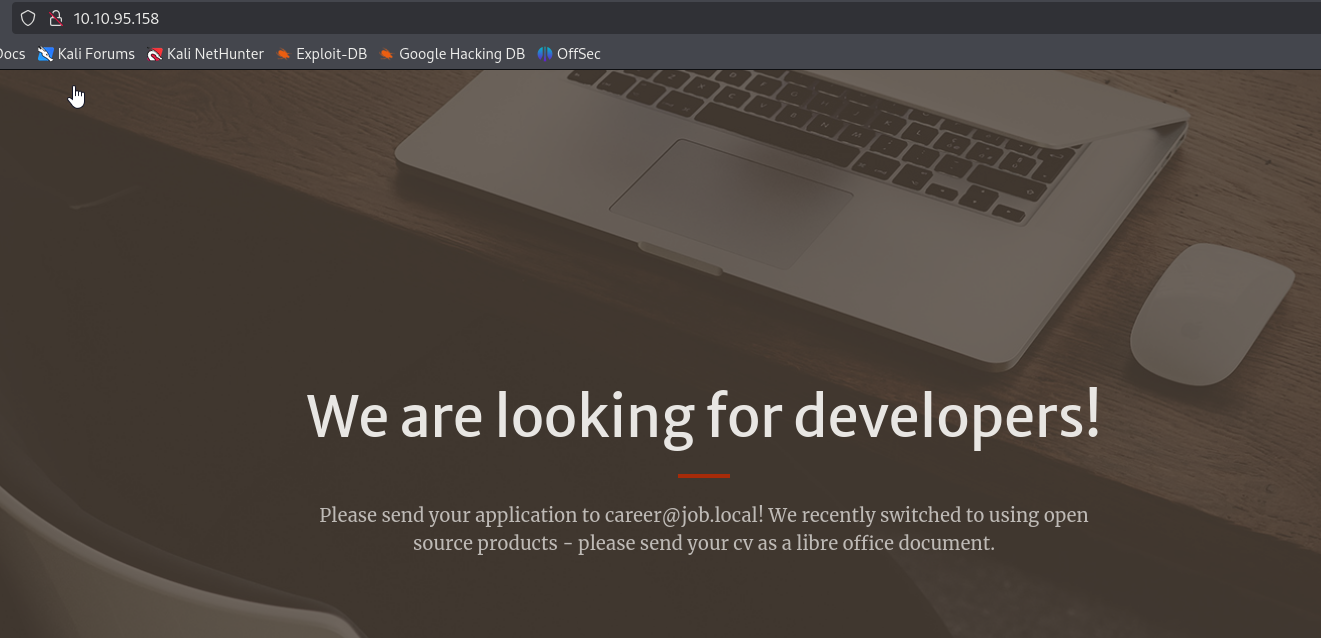 10.10.95.158
Docs Kali Forums Kali NetHunter Exploit-DB Google Hacking DB OffSec
We are looking for developers!
Please send your application to career@job.local! We recently switched to using open
source products - please send your cv as a libre office document.